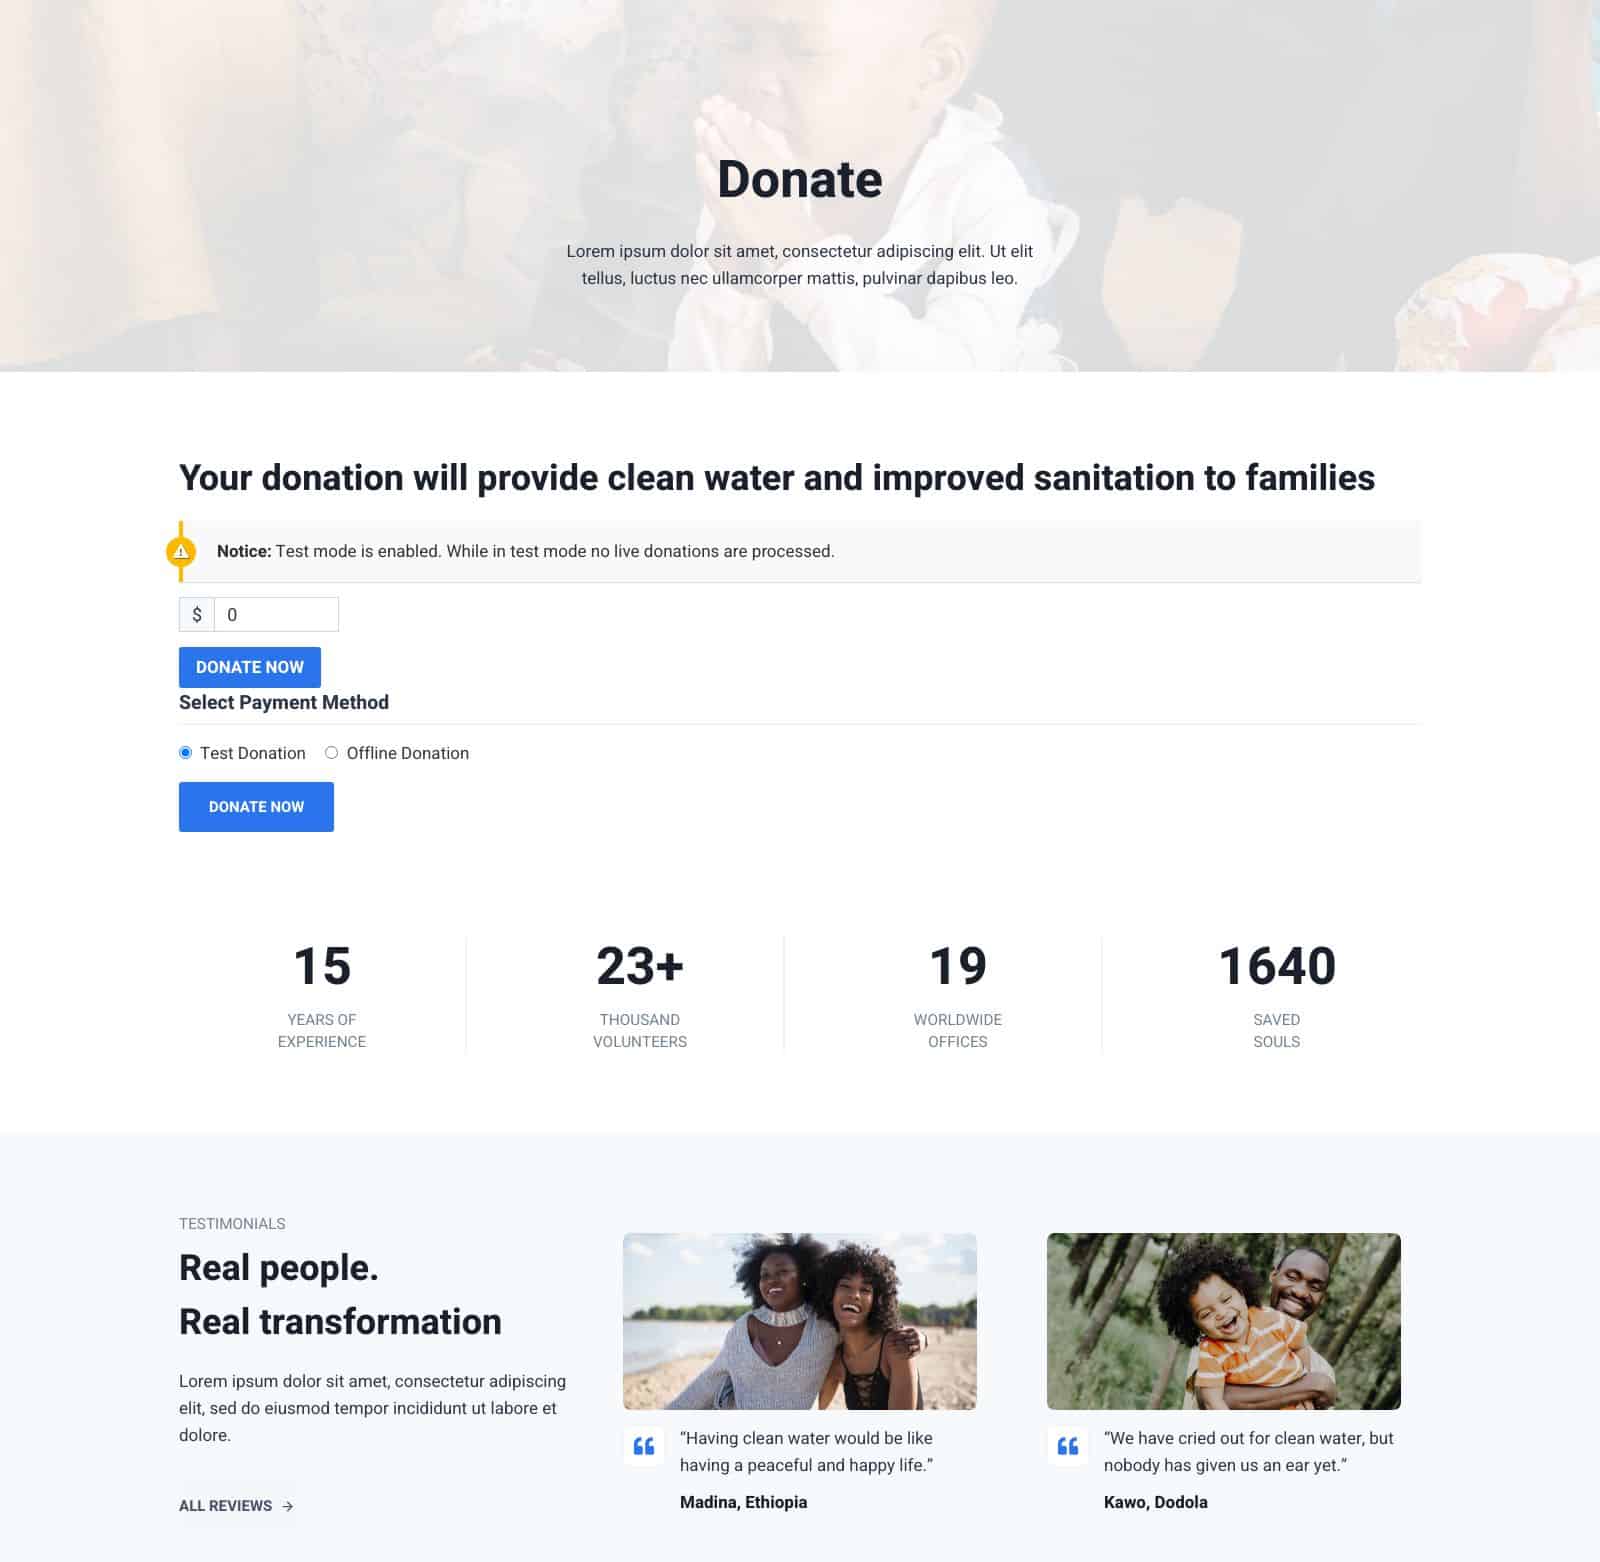 Donate
Lorem ipsum dolor sit amet, consectetur adipiscing elit. Ut elit
tellus, luctus nec ullamcorper mattis, pulvinar dapibus leo.
Your donation will provide clean water and improved sanitation to families
Notice: Test mode is enabled. While in test mode no live donations are processed.
$ 0
DONATE NOW
Select Payment Method
Test Donation Offline Donation
DONATE NOW
15
YEARS OF
EXPERIENCE
23+
THOUSAND
VOLUNTEERS
19
WORLDWIDE
OFFICES
1640
SAVED
SOULS
TESTIMONIALS
Real people.
Real transformation
Lorem ipsum dolor sit amet, consectetur adipiscing
elit, sed do eiusmod tempor incididunt ut labore et
dolore.
ALL REVIEWS →
“Having clean water would be like
having a peaceful and happy life.”
Madina, Ethiopia
“We have cried out for clean water, but
nobody has given us an ear yet.”
Kawo, Dodola